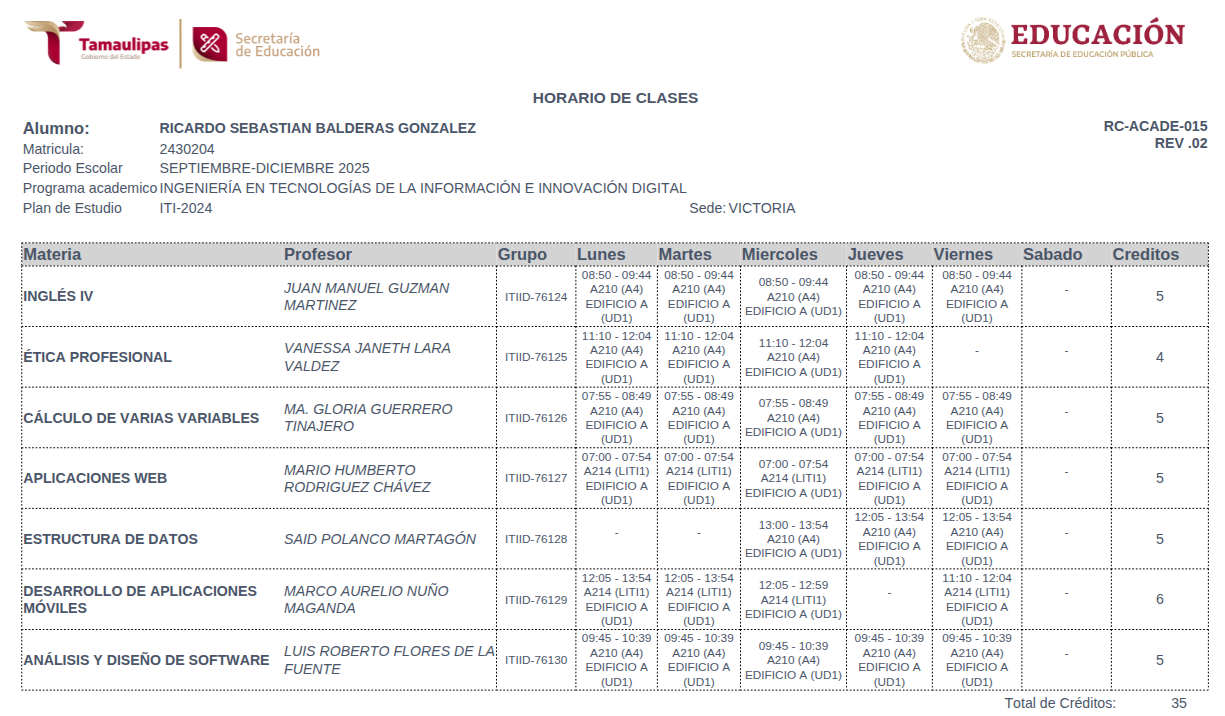 Tamaulipas
Gobierno del Estado
Secretaría
de Educación
EDUCACIÓN
SECRETARÍA DE EDUCACIÓN PÚBLICA
HORARIO DE CLASES
Alumno: RICARDO SEBASTIAN BALDERAS GONZALEZ
RC-ACADE-015
REV .02
Matricula: 2430204
Periodo Escolar SEPTIEMBRE-DICIEMBRE 2025
Programa academico INGENIERÍA EN TECNOLOGÍAS DE LA INFORMACIÓN E INNOVACIÓN DIGITAL
Plan de Estudio ITI-2024 Sede: VICTORIA
Materia Profesor Grupo Lunes Martes Miercoles Jueves Viernes Sabado Creditos
INGLÉS IV
JUAN MANUEL GUZMAN
MARTINEZ
ITIID-76124
08:50 - 09:44
A210 (A4)
EDIFICIO A
(UD1)
08:50 - 09:44
A210 (A4)
EDIFICIO A
(UD1)
08:50 - 09:44
A210 (A4)
EDIFICIO A (UD1)
08:50 - 09:44
A210 (A4)
EDIFICIO A
(UD1)
08:50 - 09:44
A210 (A4)
EDIFICIO A
(UD1)
-
5
ÉTICA PROFESIONAL
VANESSA JANETH LARA
VALDEZ
ITIID-76125
11:10 - 12:04
A210 (A4)
EDIFICIO A
(UD1)
11:10 - 12:04
A210 (A4)
EDIFICIO A
(UD1)
11:10 - 12:04
A210 (A4)
EDIFICIO A (UD1)
11:10 - 12:04
A210 (A4)
EDIFICIO A
(UD1)
-
-
4
CÁLCULO DE VARIAS VARIABLES
MA. GLORIA GUERRERO
TINAJERO
ITIID-76126
07:55 - 08:49
A210 (A4)
EDIFICIO A
(UD1)
07:55 - 08:49
A210 (A4)
EDIFICIO A
(UD1)
07:55 - 08:49
A210 (A4)
EDIFICIO A (UD1)
07:55 - 08:49
A210 (A4)
EDIFICIO A
(UD1)
07:55 - 08:49
A210 (A4)
EDIFICIO A
(UD1)
-
5
APLICACIONES WEB
MARIO HUMBERTO
RODRIGUEZ CHÁVEZ
ITIID-76127
07:00 - 07:54
A214 (LITI1)
EDIFICIO A
(UD1)
07:00 - 07:54
A214 (LITI1)
EDIFICIO A
(UD1)
07:00 - 07:54
A214 (LITI1)
EDIFICIO A (UD1)
07:00 - 07:54
A214 (LITI1)
EDIFICIO A
(UD1)
07:00 - 07:54
A214 (LITI1)
EDIFICIO A
(UD1)
-
5
ESTRUCTURA DE DATOS
SAID POLANCO MARTAGÓN
ITIID-76128
-
-
13:00 - 13:54
A210 (A4)
EDIFICIO A (UD1)
12:05 - 13:54
A210 (A4)
EDIFICIO A
(UD1)
12:05 - 13:54
A210 (A4)
EDIFICIO A
(UD1)
-
5
DESARROLLO DE APLICACIONES
MÓVILES
MARCO AURELIO NUÑO
MAGANDA
ITIID-76129
12:05 - 13:54
A214 (LITI1)
EDIFICIO A
(UD1)
12:05 - 13:54
A214 (LITI1)
EDIFICIO A
(UD1)
12:05 - 12:59
A214 (LITI1)
EDIFICIO A (UD1)
-
11:10 - 12:04
A214 (LITI1)
EDIFICIO A
(UD1)
-
6
ANÁLISIS Y DISEÑO DE SOFTWARE
LUIS ROBERTO FLORES DE LA
FUENTE
ITIID-76130
09:45 - 10:39
A210 (A4)
EDIFICIO A
(UD1)
09:45 - 10:39
A210 (A4)
EDIFICIO A
(UD1)
09:45 - 10:39
A210 (A4)
EDIFICIO A (UD1)
09:45 - 10:39
A210 (A4)
EDIFICIO A
(UD1)
09:45 - 10:39
A210 (A4)
EDIFICIO A
(UD1)
-
5
Total de Créditos: 35